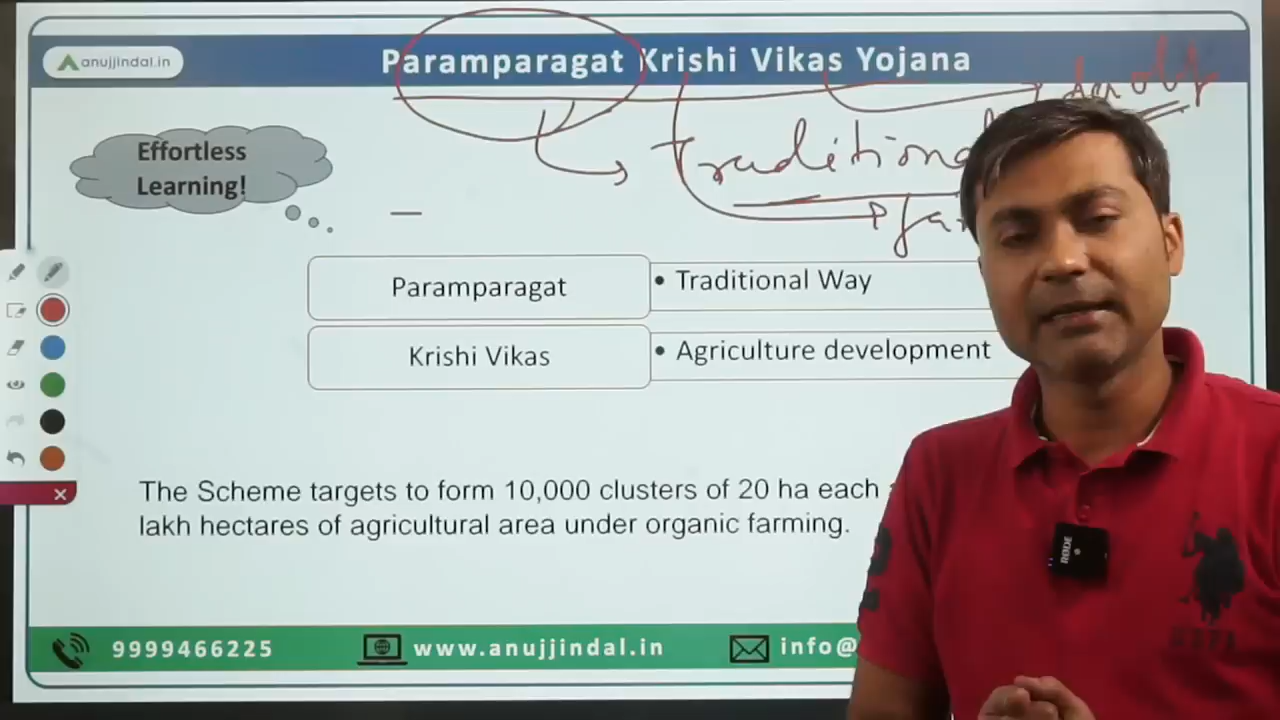 anujjindal.in
Paramparagat Krishi Vikas Yojana
Effortless
Learning!
Paramparagat
• Traditional Way
Krishi Vikas
• Agriculture development
The Scheme targets to form 10,000 clusters of 20 ha each
lakh hectares of agricultural area under organic farming.
9999466225
www.anujjindal.in
info@
RØDE